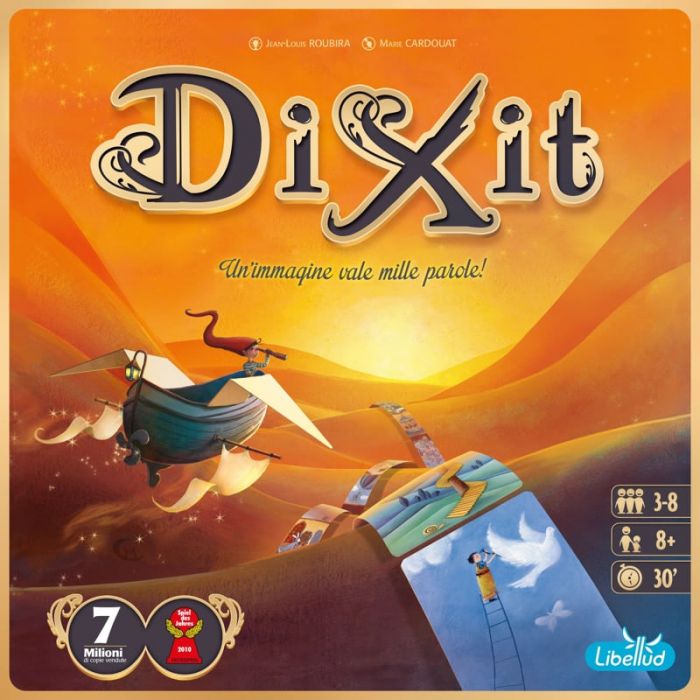 Jean-Louis ROUBIRA Marie CARDOUAT
DiXit
Un'immagine vale mille parole!
3-8
8+
30'
7
Milioni
di copie vendute
Spiel
des
Jahres
2010
Libellud